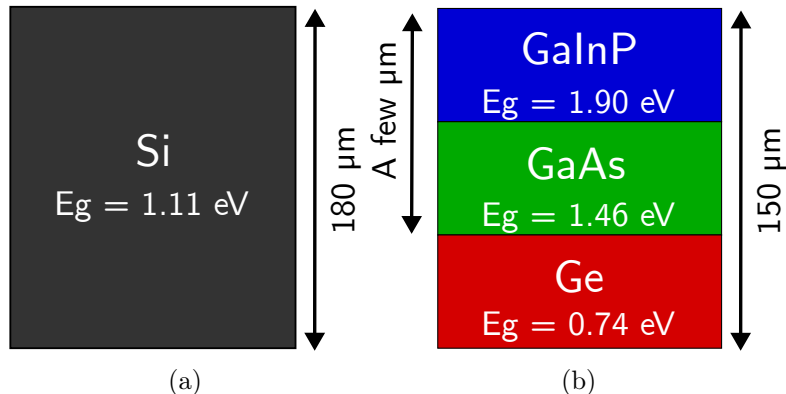 Si
Eg = 1.11 eV
180 μm
(a)
A few μm
GaInP
Eg = 1.90 eV
GaAs
Eg = 1.46 eV
Ge
Eg = 0.74 eV
150 μm
(b)